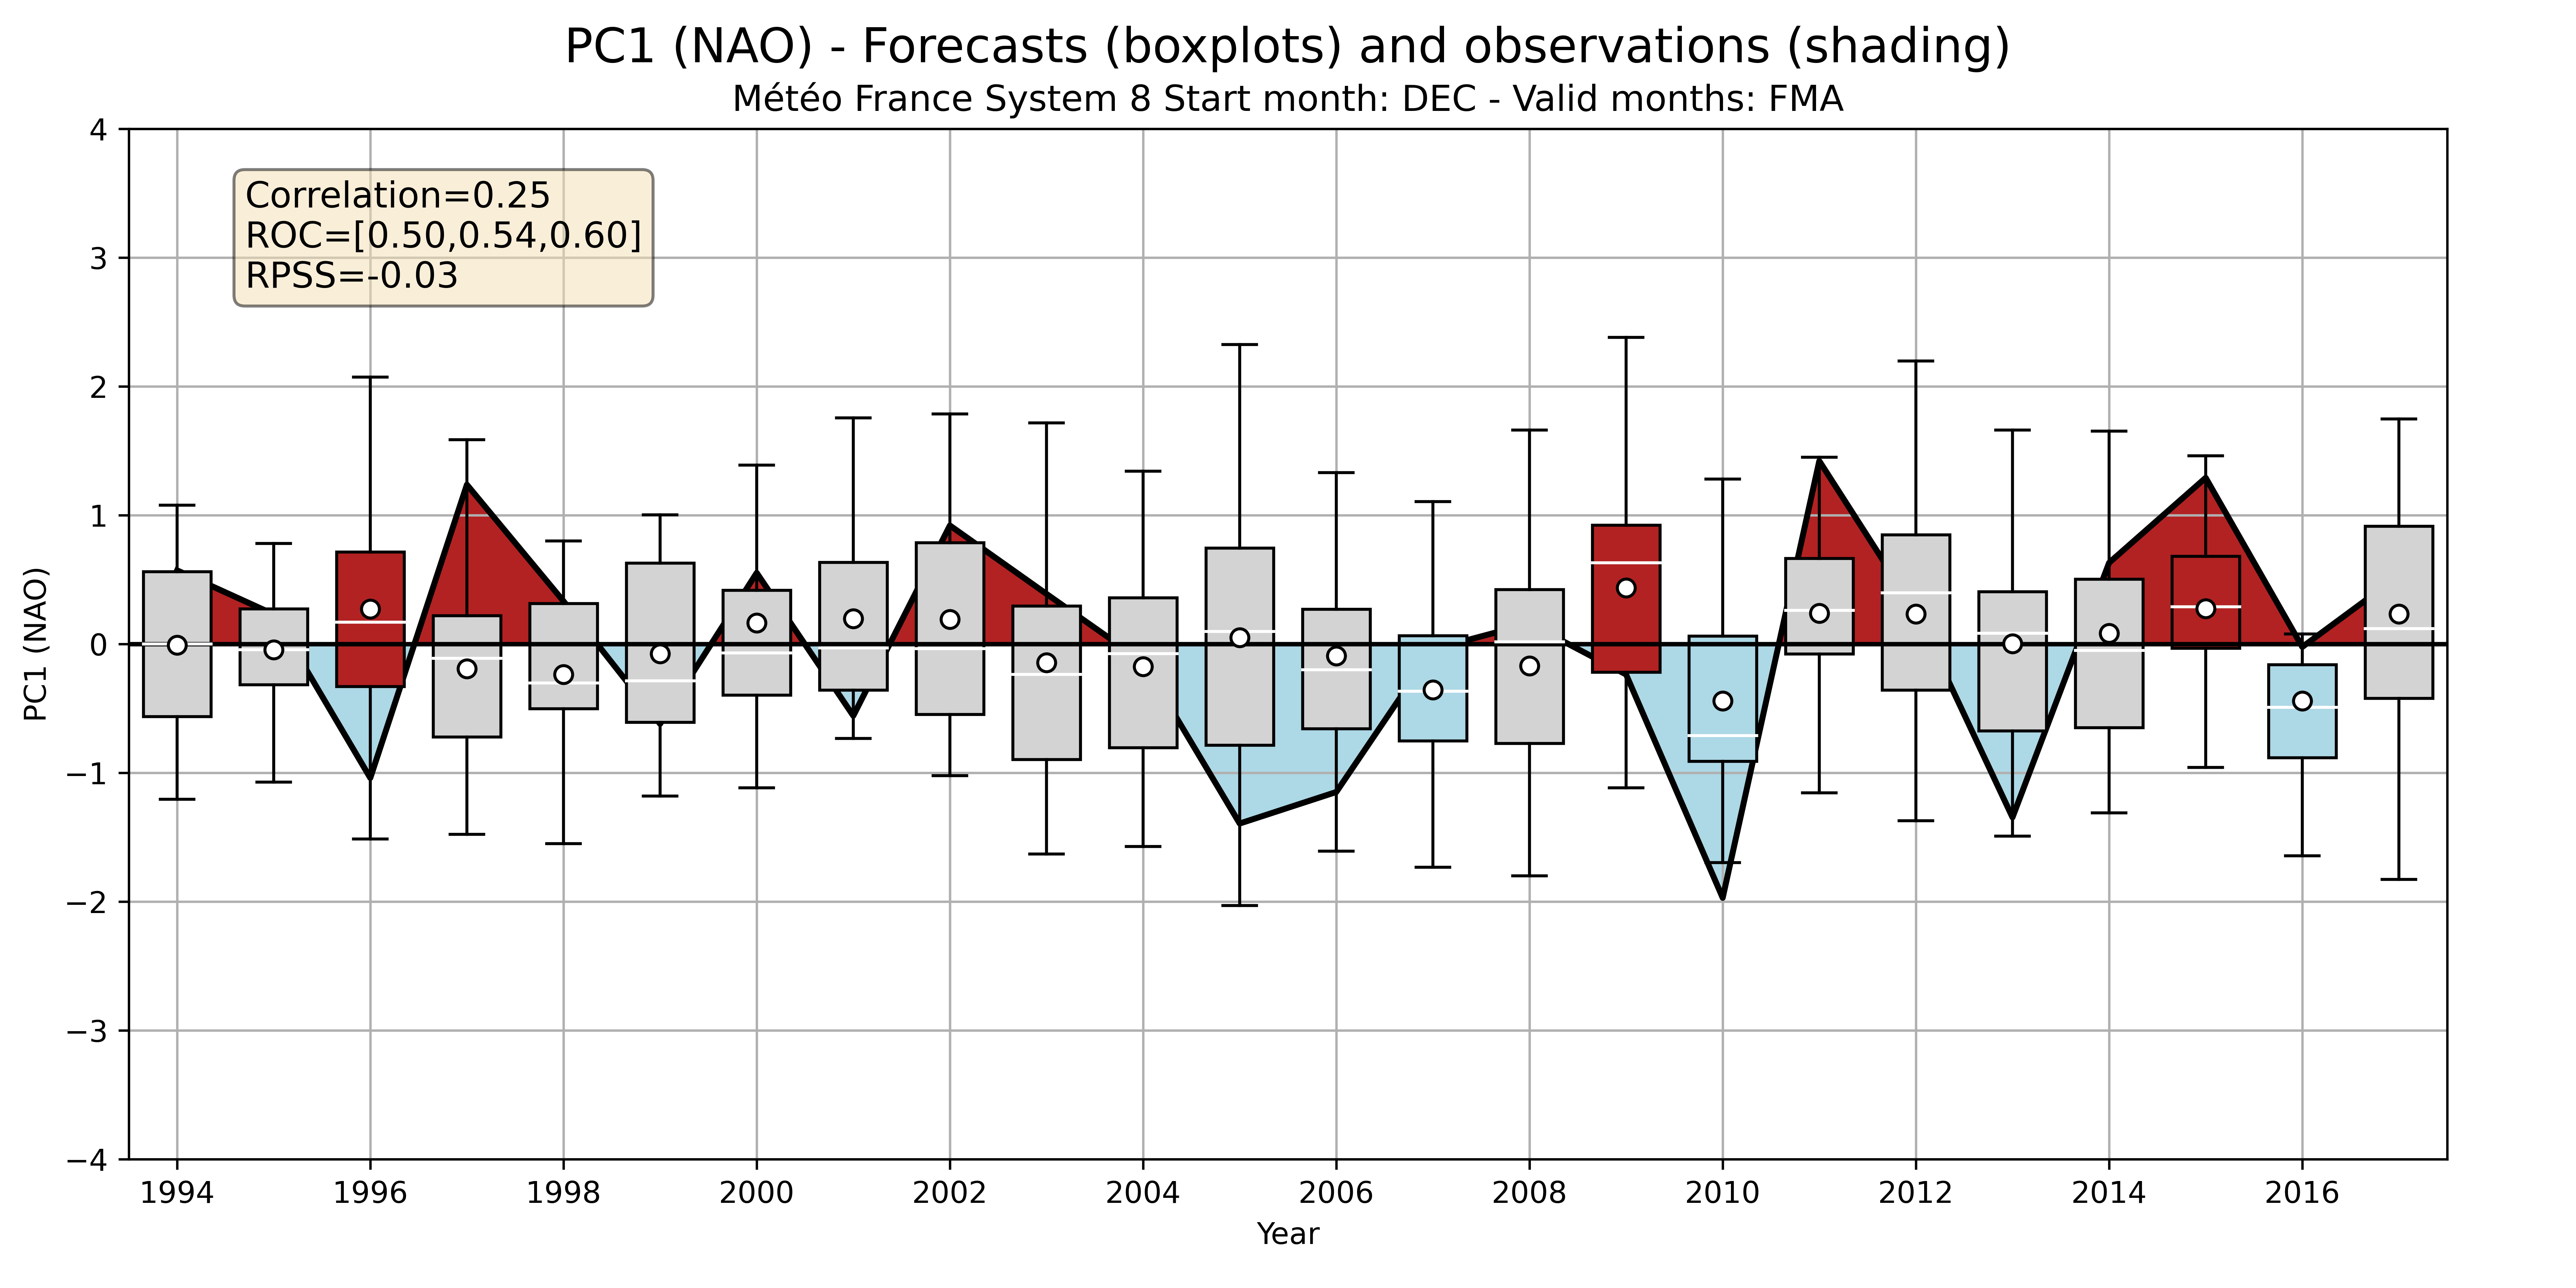 PC1 (NAO) - Forecasts (boxplots) and observations (shading)
Météo France System 8 Start month: DEC - Valid months: FMA
Correlation=0.25
ROC=[0.50,0.54,0.60]
RPSS=-0.03
PC1 (NAO)
4
3
2
1
0
−1
−2
−3
−4
1994 1996 1998 2000 2002 2004 2006 2008 2010 2012 2014 2016
Year